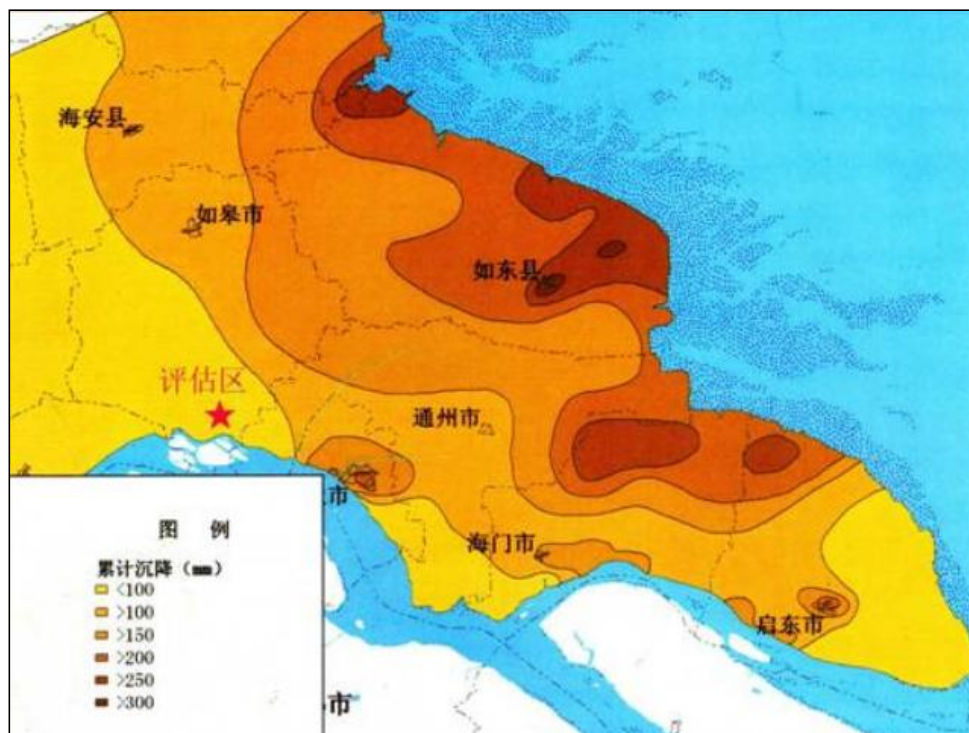 海安县
如皋市
如东县
评估区
通州市
市
海门市
启东市
市
图 例
累计沉降（mm）
<100
>100
>150
>200
>250
>300